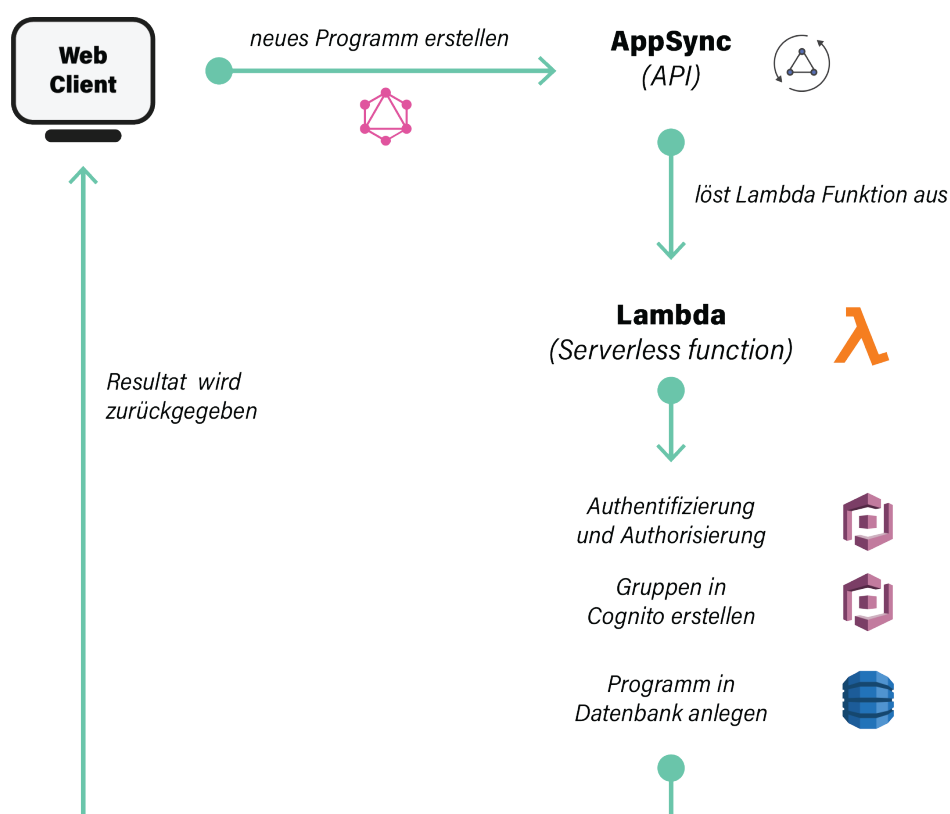 Web
Client
neues Programm erstellen
AppSync
(API)
löst Lambda Funktion aus
Lambda
(Serverless function)
Resultat wird
zurückgegeben
Authentifizierung
und Authorisierung
Gruppen in
Cognito erstellen
Programm in
Datenbank anlegen